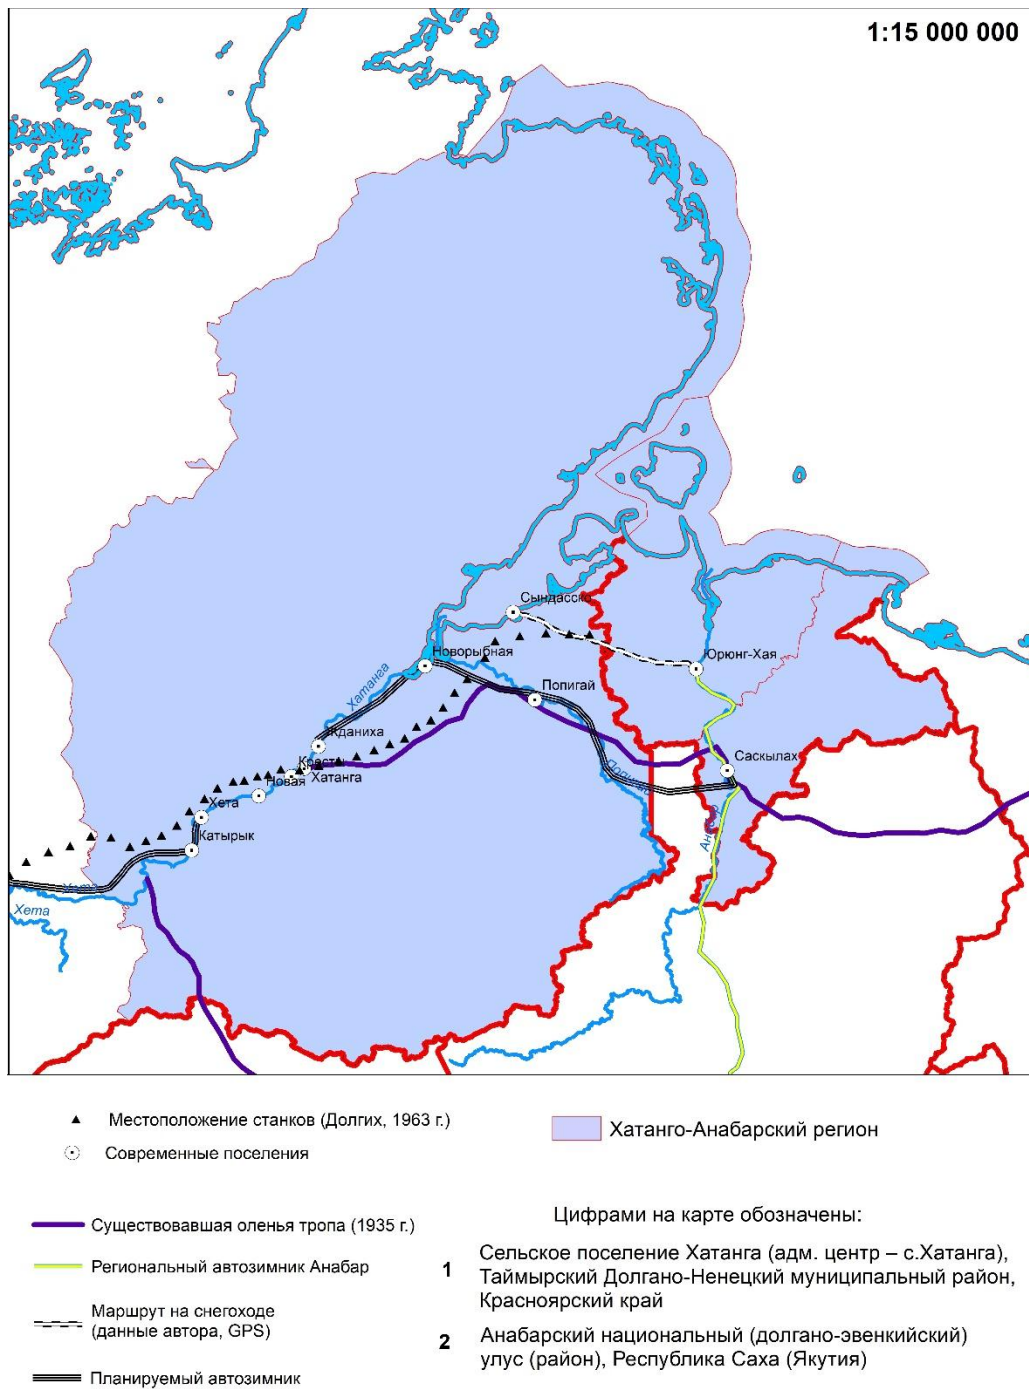 1:15 000 000
Сындасско
Юрюнг-Хая
Новорыбная
Хатанга
Попигай
Жданиха
Кресты
Хатанга
Новая
Саскылах
Попигай
Хета
Катырык
Хета
Хета
▲ Местоположение станков (Долгих, 1963 г.)
Современные поселения
Хатанго-Анабарский регион
Существовавшая оленья тропа (1935 г.)
Региональный автозимник Анабар
Маршрут на снегоходе
(данные автора, GPS)
Планируемый автозимник
Цифрами на карте обозначены:
1 Сельское поселение Хатанга (адм. центр – с.Хатанга),
Таймырский Долгано-Ненецкий муниципальный район,
Красноярский край
2 Анабарский национальный (долгано-эвенкийский)
улус (район), Республика Саха (Якутия)